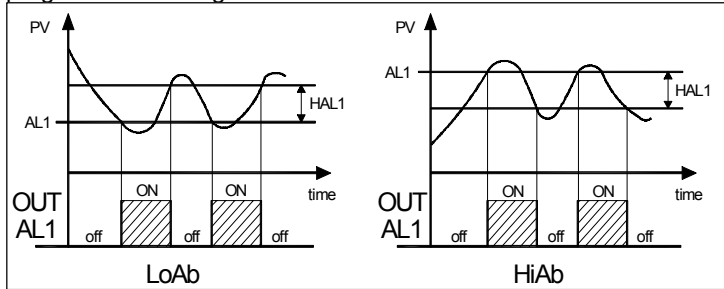 PV
HAL1
AL1
time
ON ON
OUT
AL1
off off off
LoAb
PV
AL1
HAL1
time
ON ON
OUT
AL1
off off off
HiAb